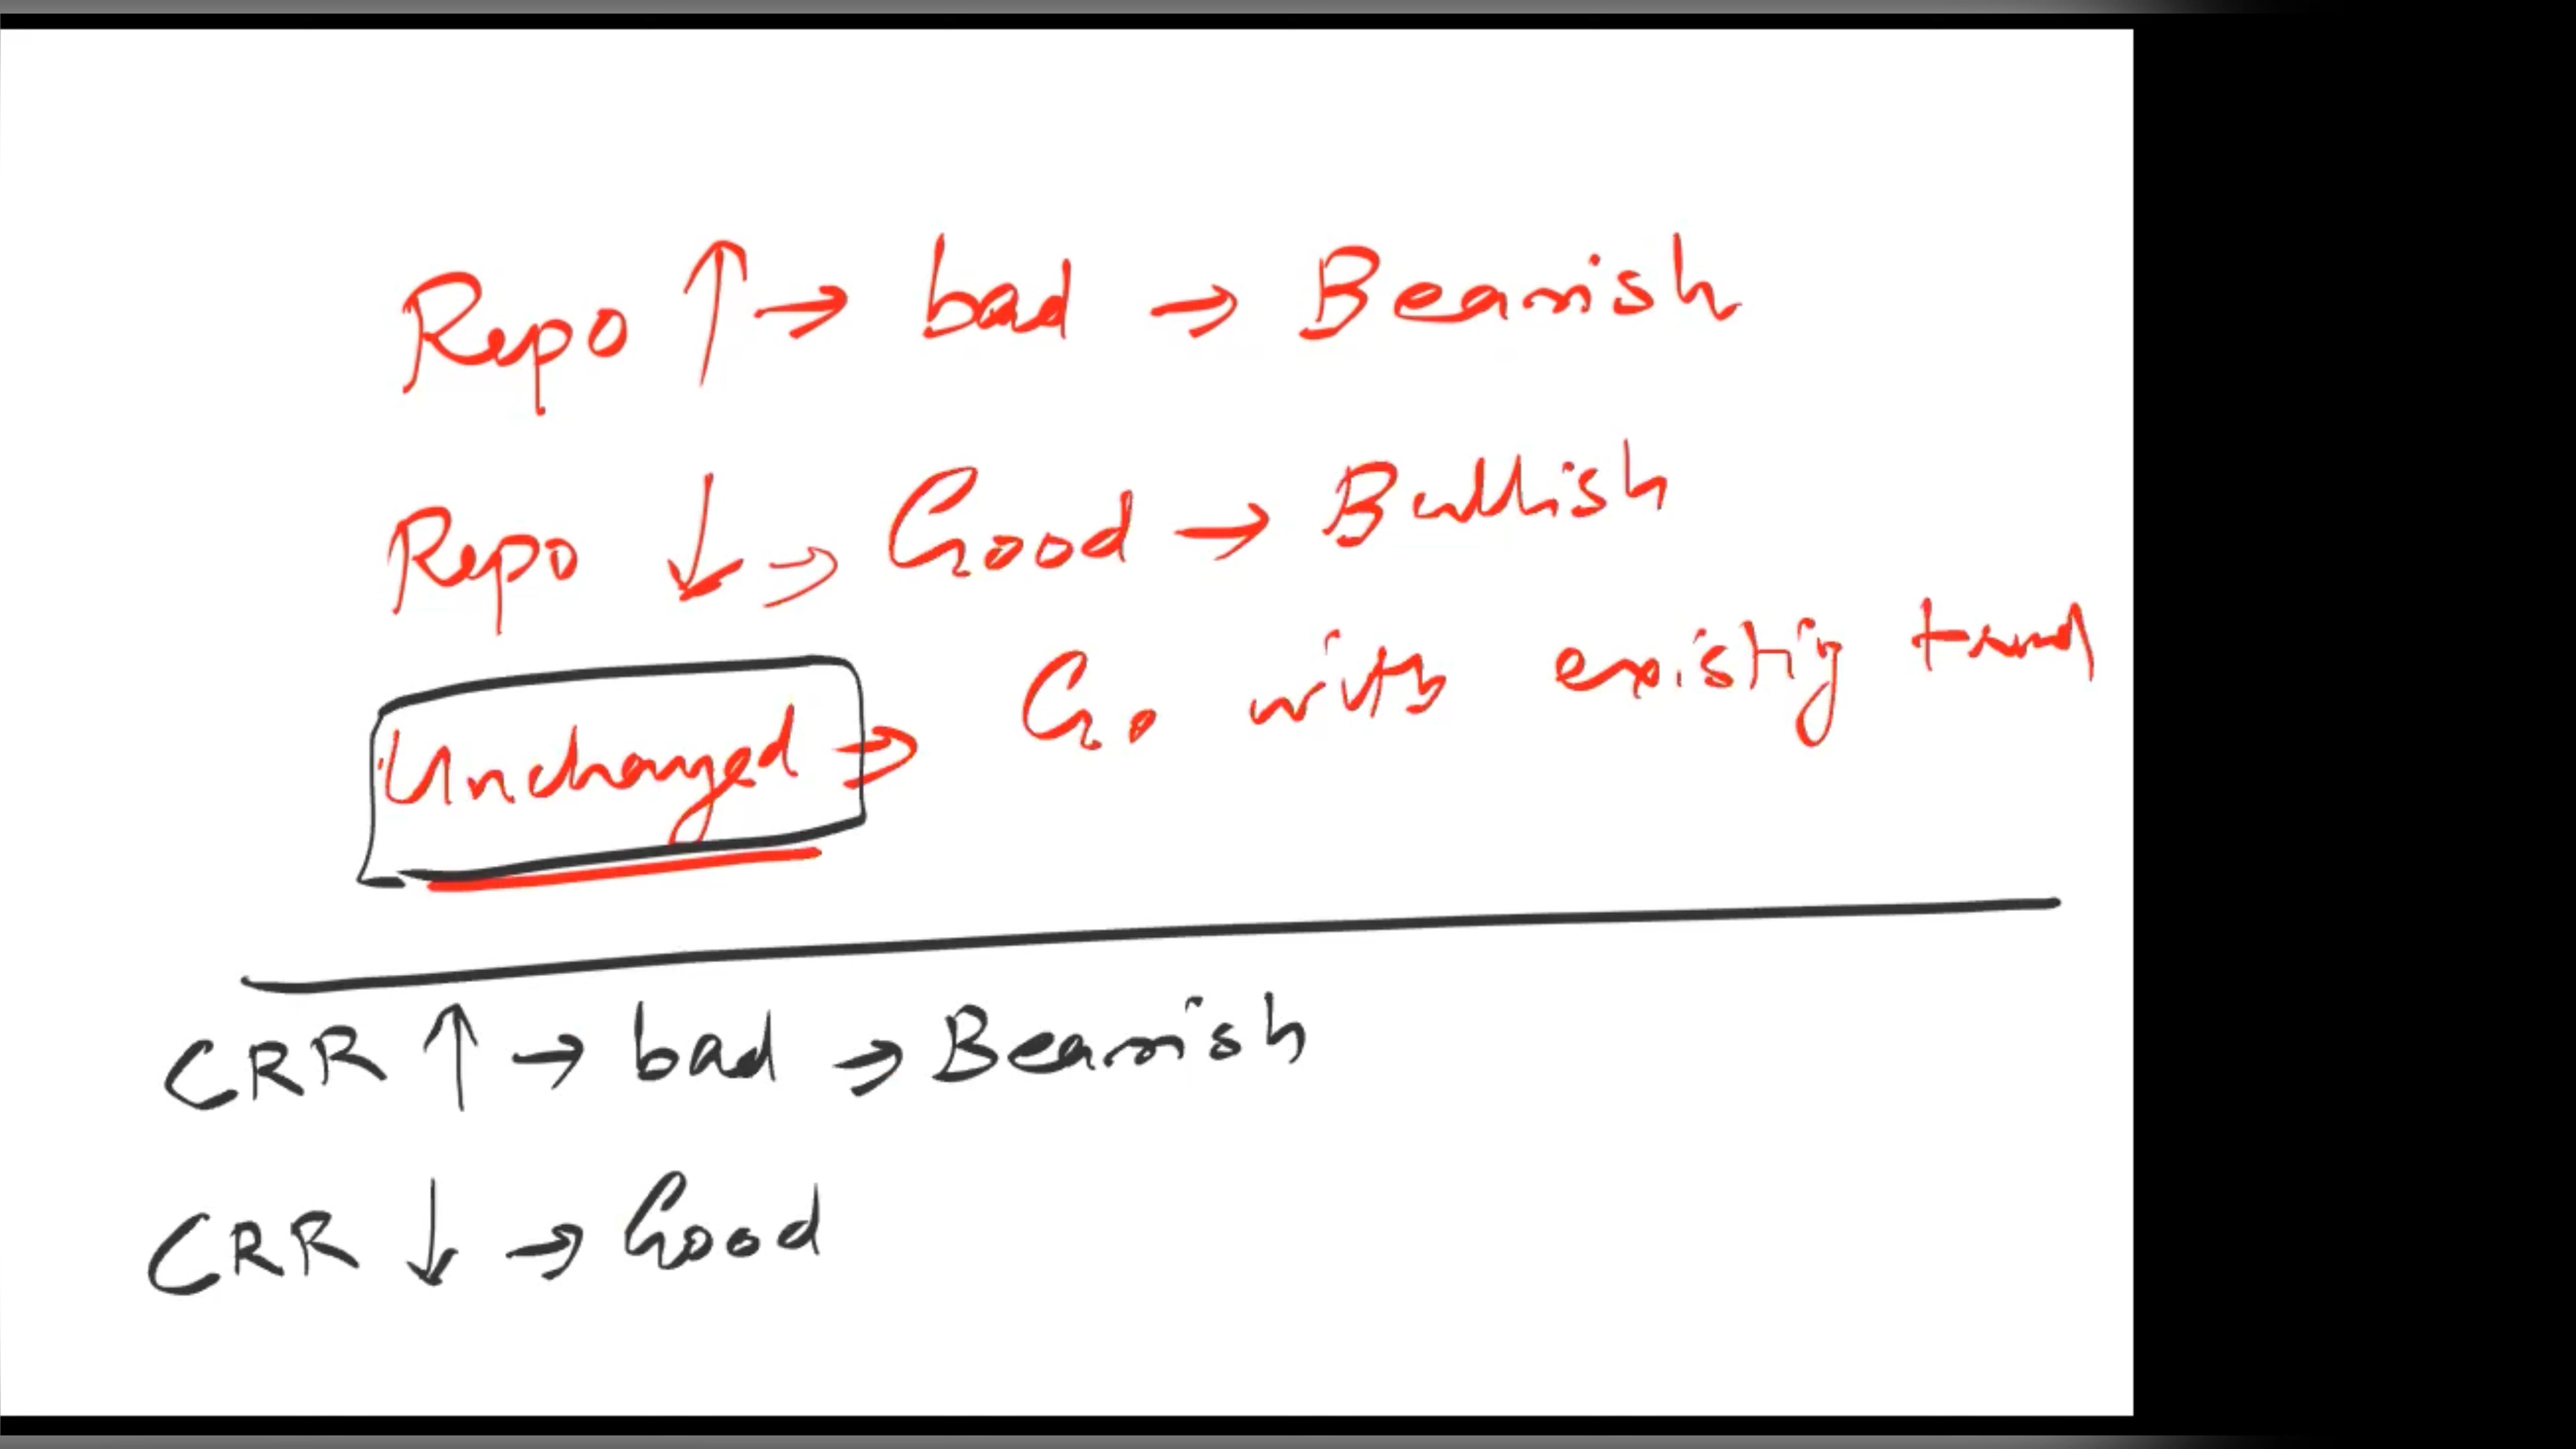 Repo ↑ → bad → Bearish
Repo ↓ → Good → Bullish
Unchanged → Go with existing trend
CRR ↑ → bad → Bearish
CRR ↓ → Good